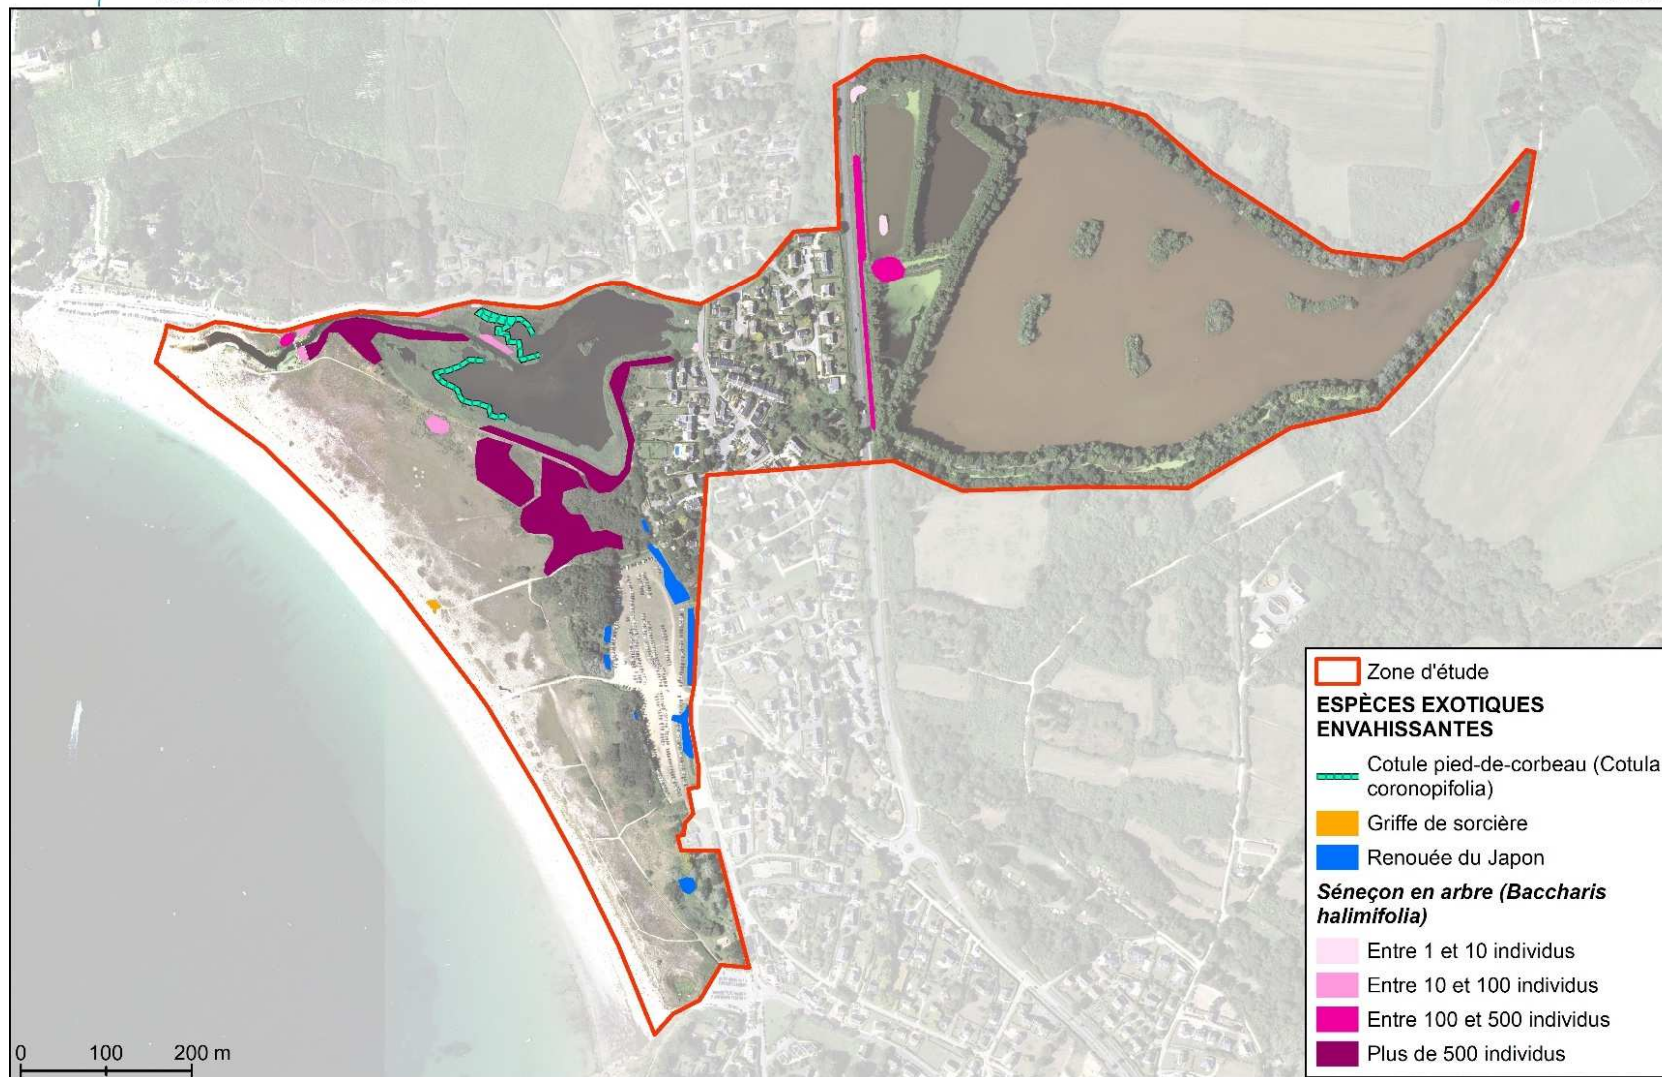 Zone d'étude
ESPÈCES EXOTIQUES
ENVAHISSANTES
Cotule pied-de-corbeau (Cotula
coronopifolia)
Griffe de sorcière
Renouée du Japon
Séneçon en arbre (Baccharis
halimifolia)
Entre 1 et 10 individus
Entre 10 et 100 individus
Entre 100 et 500 individus
Plus de 500 individus
0 100 200 m